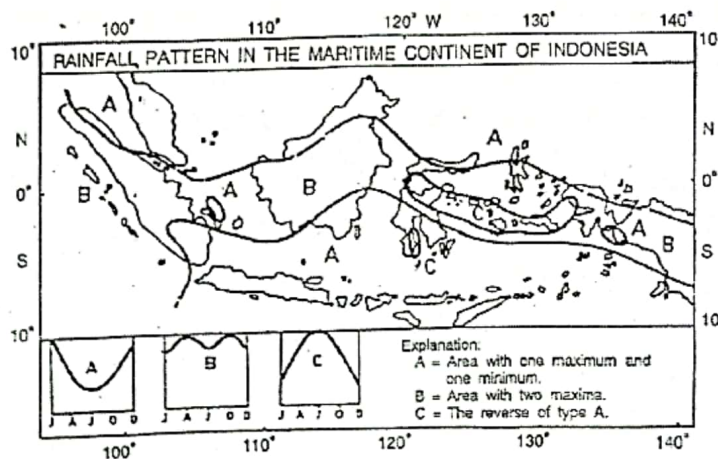 100° 110° 120° W 130° 140°
10° 10
RAINFALL PATTERN IN THE MARITIME CONTINENT OF INDONESIA
A
A
N N
B A B 0°
0° C A
B
A C
S S
10° 10
A B C
J A J O D J A J O D J A J O D
Explanation:
A = Area with one maximum and
one minimum.
B = Area with two maxima.
C = The reverse of type A.
100° 110° 120° 130° 140°